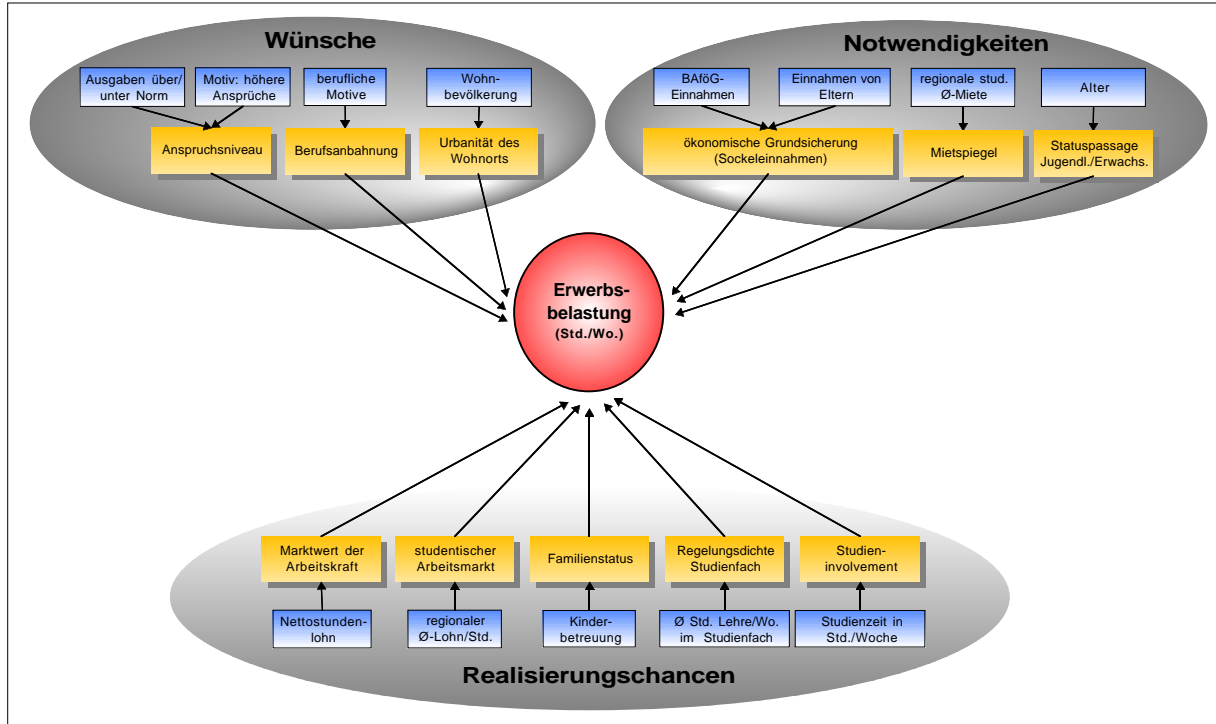 Wünsche
Ausgaben über/
unter Norm
Motiv: höhere
Ansprüche
berufliche
Motive
Wohn-
bevölkerung
Anspruchsniveau
Berufsanbahnung
Urbanität des
Wohnorts
Notwendigkeiten
BAföG-
Einnahmen
Einnahmen von
Eltern
regionale stud.
Ø-Miete
Alter
ökonomische Grundsicherung
(Sockeleinnahmen)
Mietspiegel
Statuspassage
Jugendl./Erwachs.
Erwerbs-
belastung
(Std./Wo.)
Marktwert der
Arbeitskraft
studentischer
Arbeitsmarkt
Familienstatus
Regelungsdichte
Studienfach
Studien-
involvement
Nettostunden-
lohn
regionaler
Ø-Lohn/Std.
Kinder-
betreuung
Ø Std. Lehre/Wo.
im Studienfach
Studienzeit in
Std./Woche
Realisierungschancen